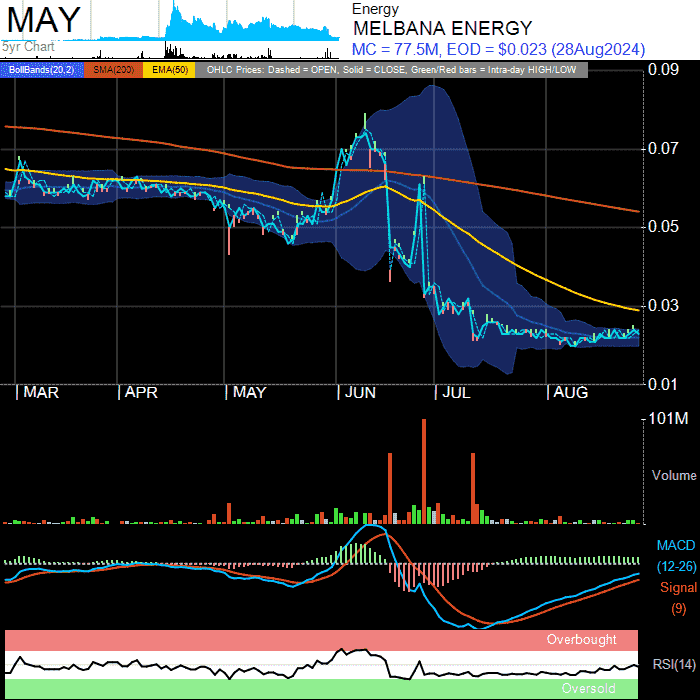 MAY
5yr Chart
Energy
MELBANA ENERGY
MC = 77.5M, EOD = $0.023 (28Aug2024)
BollBands(20,2) SMA(200) EMA(50) OHLC Prices: Dashed = OPEN, Solid = CLOSE, Green/Red bars = Intra-day HIGH/LOW
0.09
0.07
0.05
0.03
0.01
MAR APR MAY JUN JUL AUG
101M
Volume
MACD
(12-26)
Signal
(9)
Overbought
RSI(14)
Oversold